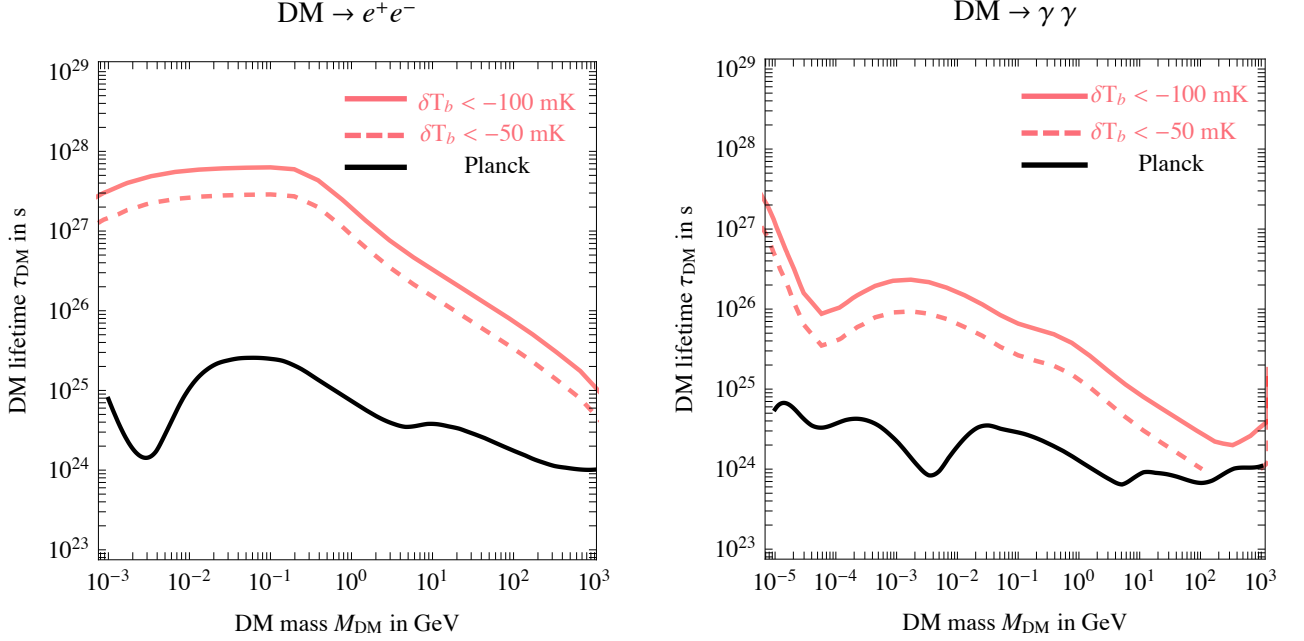 DM → e⁺e⁻
10²⁹
10²⁸
10²⁷
10²⁶
10²⁵
10²⁴
10²³
DM lifetime τ_DM in s
δT_b < −100 mK
δT_b < −50 mK
Planck
10⁻³
10⁻²
10⁻¹
10⁰
10¹
10²
10³
DM mass M_DM in GeV
DM → γ γ
10²⁹
10²⁸
10²⁷
10²⁶
10²⁵
10²⁴
10²³
DM lifetime τ_DM in s
δT_b < −100 mK
δT_b < −50 mK
Planck
10⁻⁵
10⁻⁴
10⁻³
10⁻²
10⁻¹
10⁰
10¹
10²
10³
DM mass M_DM in GeV